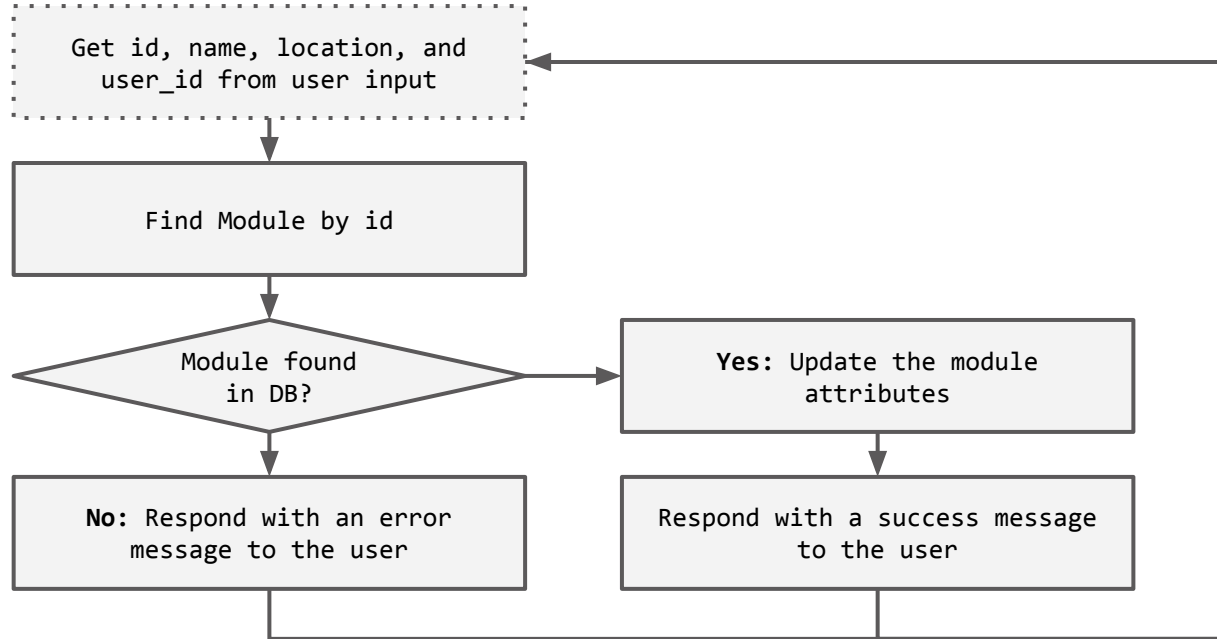 Get id, name, location, and
user_id from user input
Find Module by id
Module found
in DB?
Yes: Update the module
attributes
No: Respond with an error
message to the user
Respond with a success message
to the user